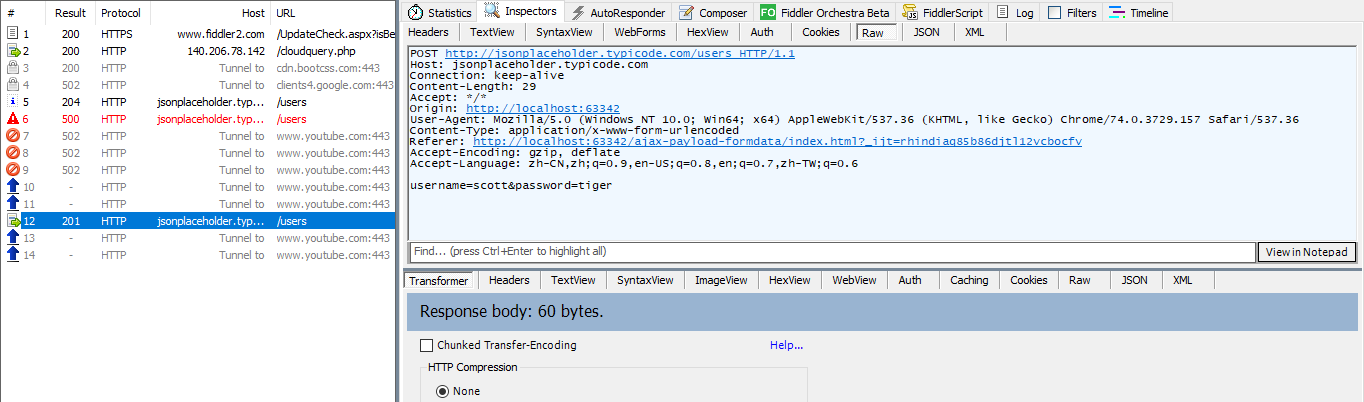 # Result Protocol Host URL
1 200 HTTPS www.fiddler2.com /UpdateCheck.aspx?isBe
2 200 HTTP 140.206.78.142 /cloudquery.php
3 200 HTTP Tunnel to cdn.bootcss.com:443
4 502 HTTP Tunnel to clients4.google.com:443
5 204 HTTP jsonplaceholder.typ... /users
6 500 HTTP jsonplaceholder.typ... /users
7 502 HTTP Tunnel to www.youtube.com:443
8 502 HTTP Tunnel to www.youtube.com:443
9 502 HTTP Tunnel to www.youtube.com:443
10 - HTTP Tunnel to www.youtube.com:443
11 - HTTP Tunnel to www.youtube.com:443
12 201 HTTP jsonplaceholder.typ... /users
13 - HTTP Tunnel to www.youtube.com:443
14 - HTTP Tunnel to www.youtube.com:443
Statistics Inspectors AutoResponder Composer FO Fiddler Orchestra Beta JS FiddlerScript Log Filters Timeline
Headers TextView SyntaxView WebForms HexView Auth Cookies Raw JSON XML
POST http://jsonplaceholder.typicode.com/users HTTP/1.1
Host: jsonplaceholder.typicode.com
Connection: keep-alive
Content-Length: 29
Accept: */*
Origin: http://localhost:63342
User-Agent: Mozilla/5.0 (Windows NT 10.0; Win64; x64) AppleWebKit/537.36 (KHTML, like Gecko) Chrome/74.0.3729.157 Safari/537.36
Content-Type: application/x-www-form-urlencoded
Referer: http://localhost:63342/ajax-payload-formdata/index.html?_ijt=rhindiaq85b86djtl12vcbocfv
Accept-Encoding: gzip, deflate
Accept-Language: zh-CN,zh;q=0.9,en-US;q=0.8,en;q=0.7,zh-TW;q=0.6
username=scott&password=tiger
Find... (press Ctrl+Enter to highlight all) View in Notepad
Transformer Headers TextView SyntaxView ImageView HexView WebView Auth Caching Cookies Raw JSON XML
Response body: 60 bytes.
Chunked Transfer-Encoding Help...
HTTP Compression
None